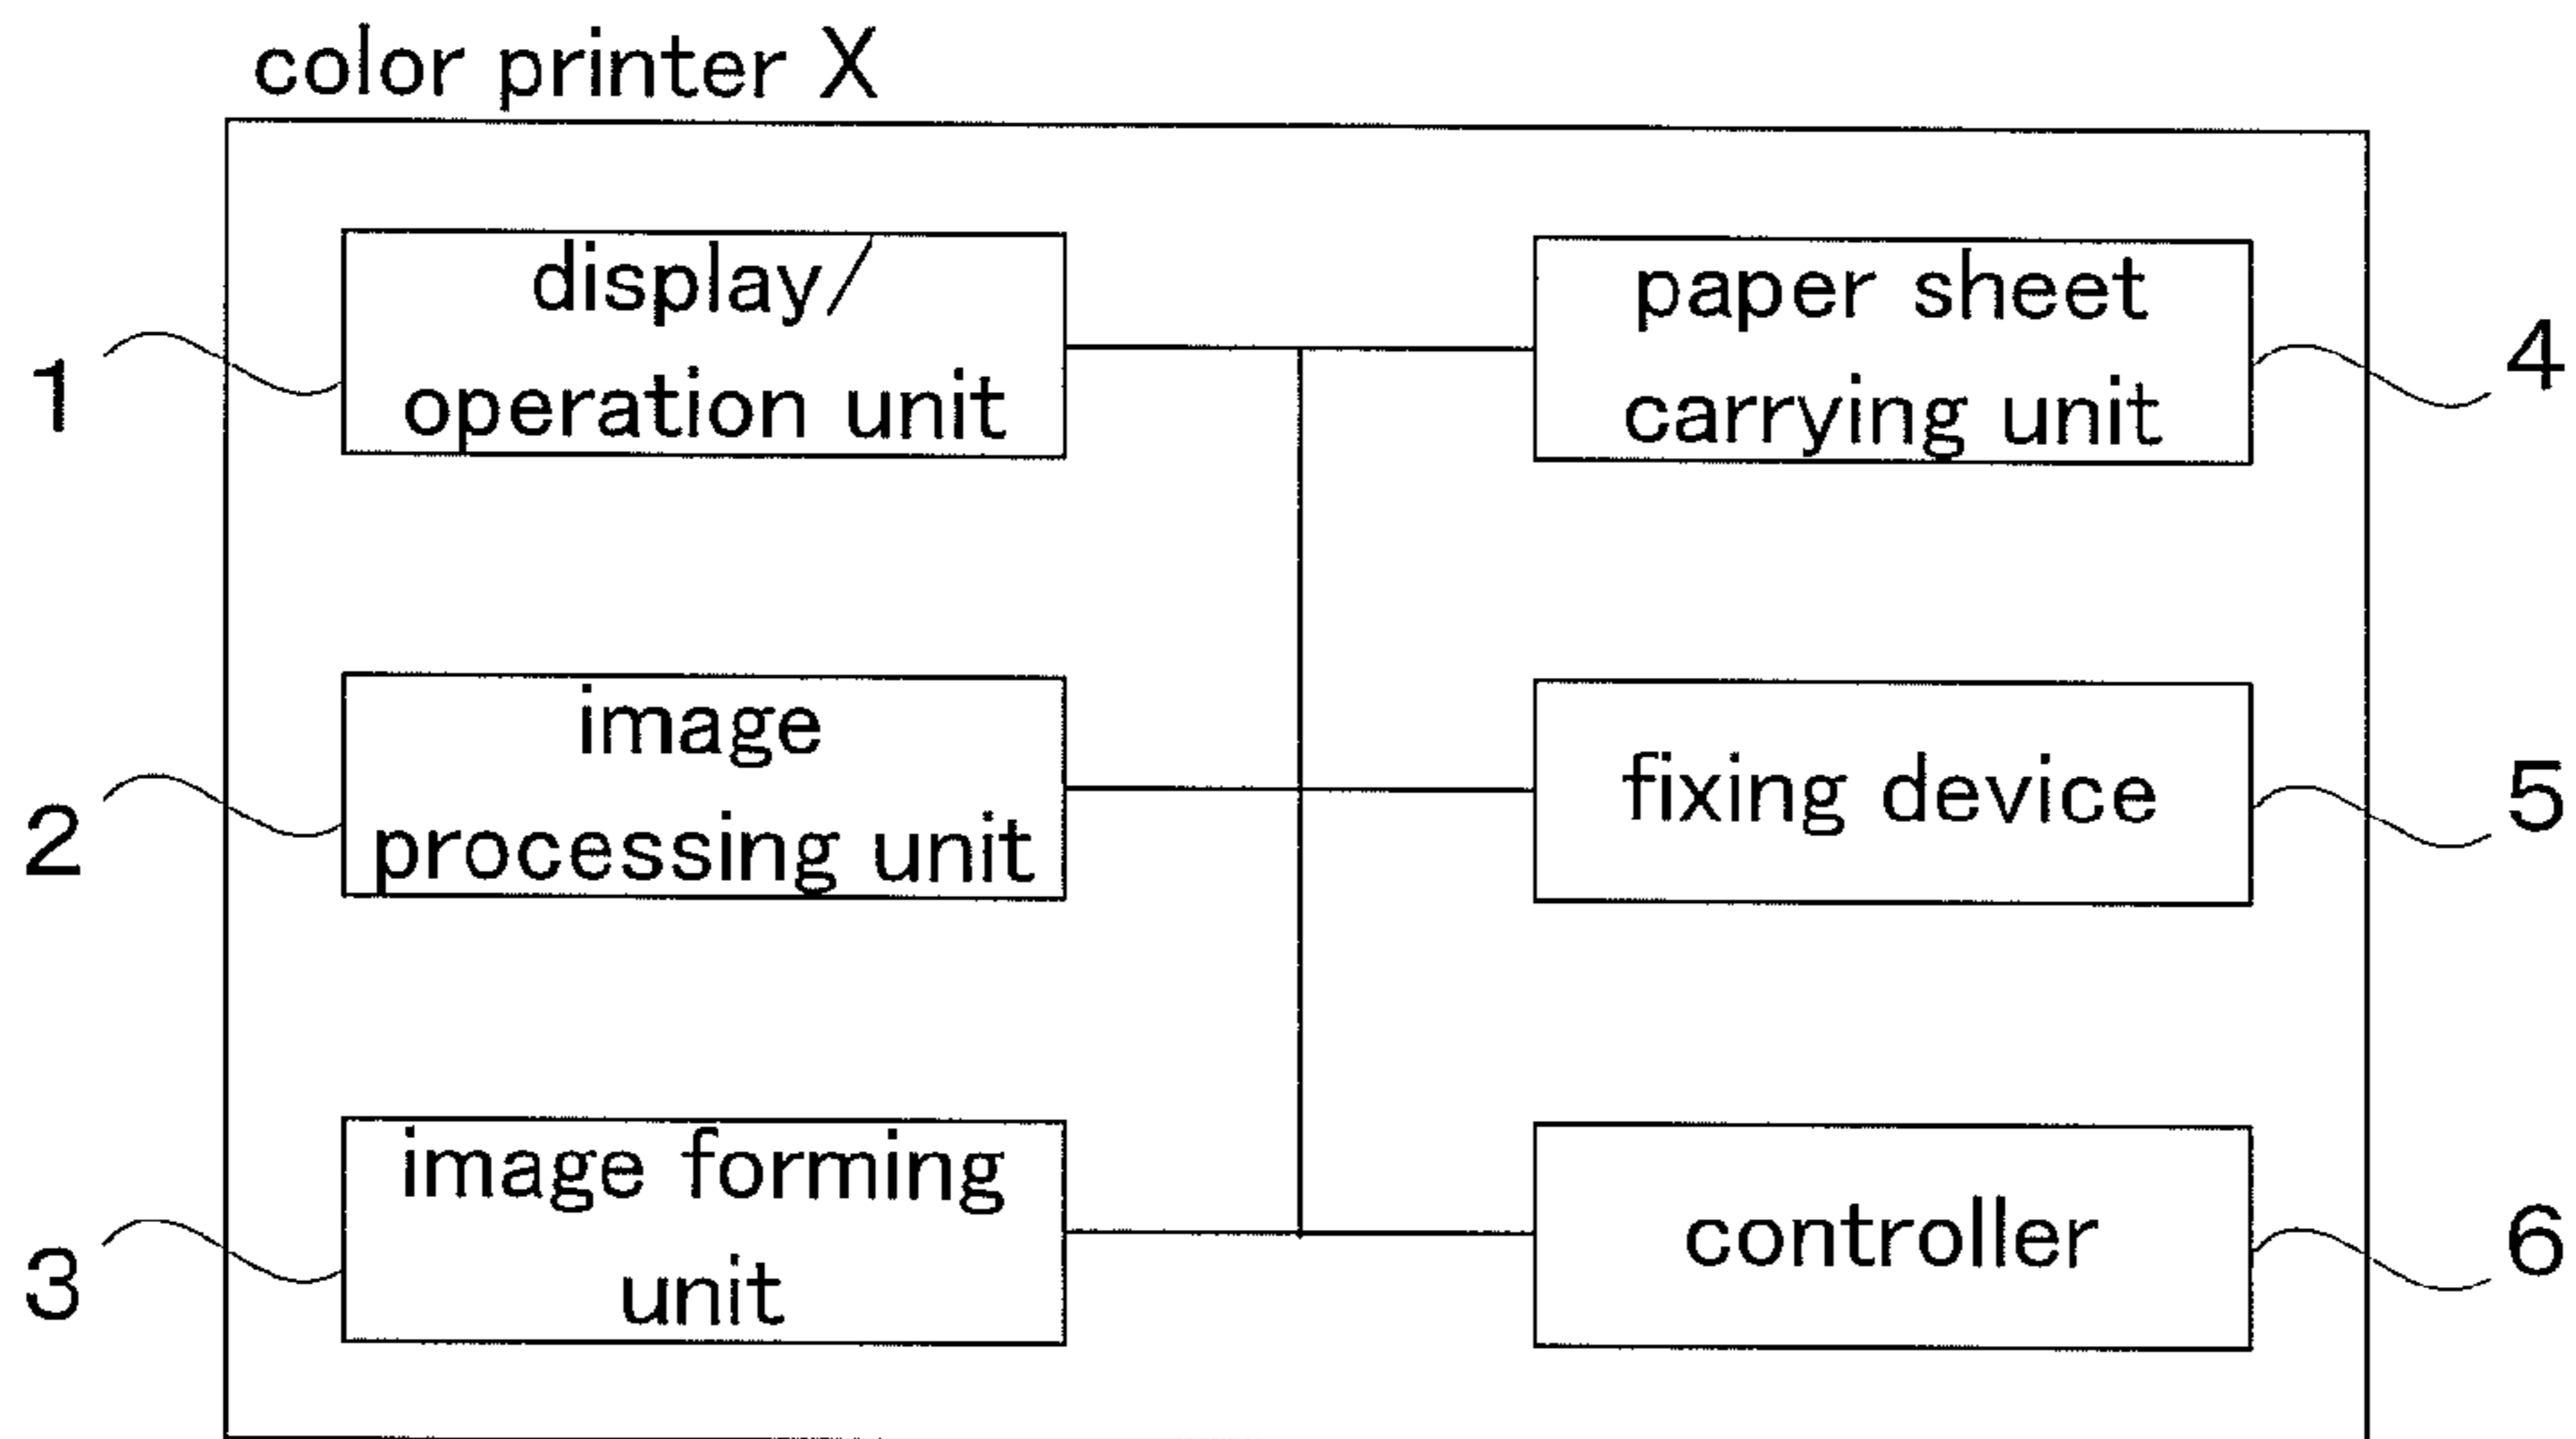 color printer X
1
display/
operation unit
paper sheet
carrying unit
4
2
image
processing unit
fixing device
5
3
image forming
unit
controller
6